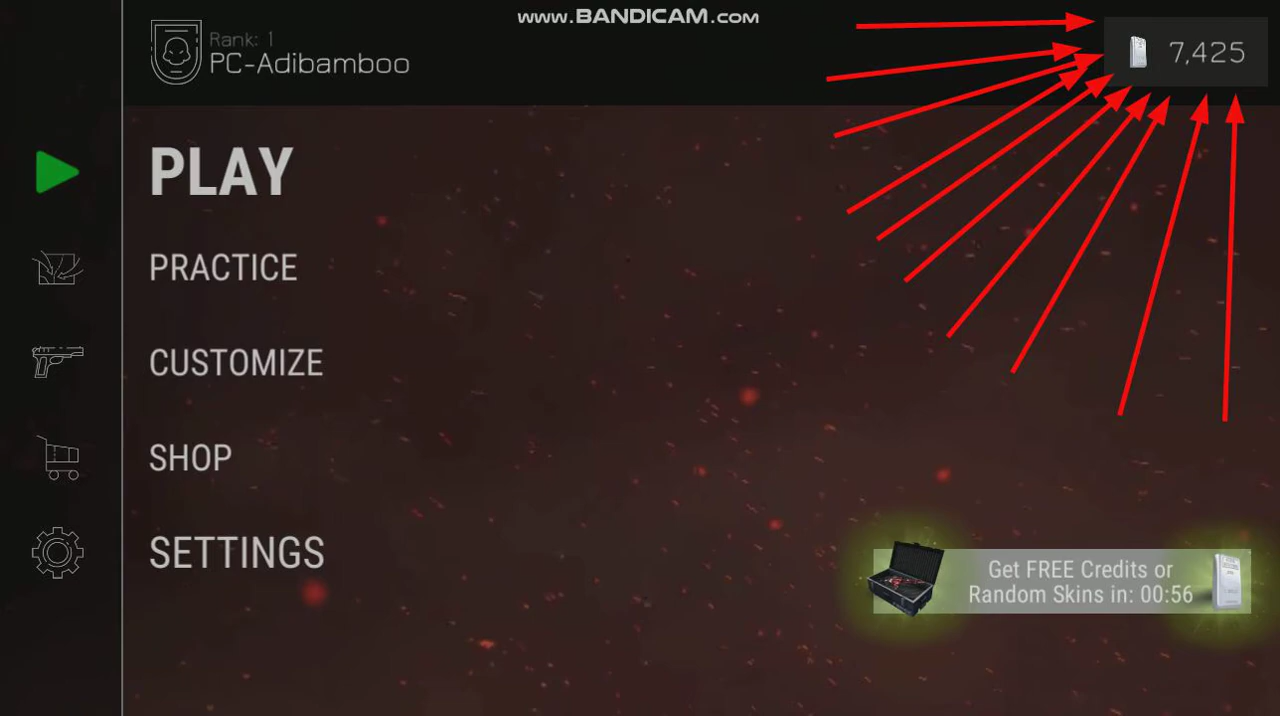 www.BANDICAM.com
Rank: 1
PC-Adibamboo
7,425
PLAY
PRACTICE
CUSTOMIZE
SHOP
SETTINGS
Get FREE Credits or
Random Skins in: 00:56